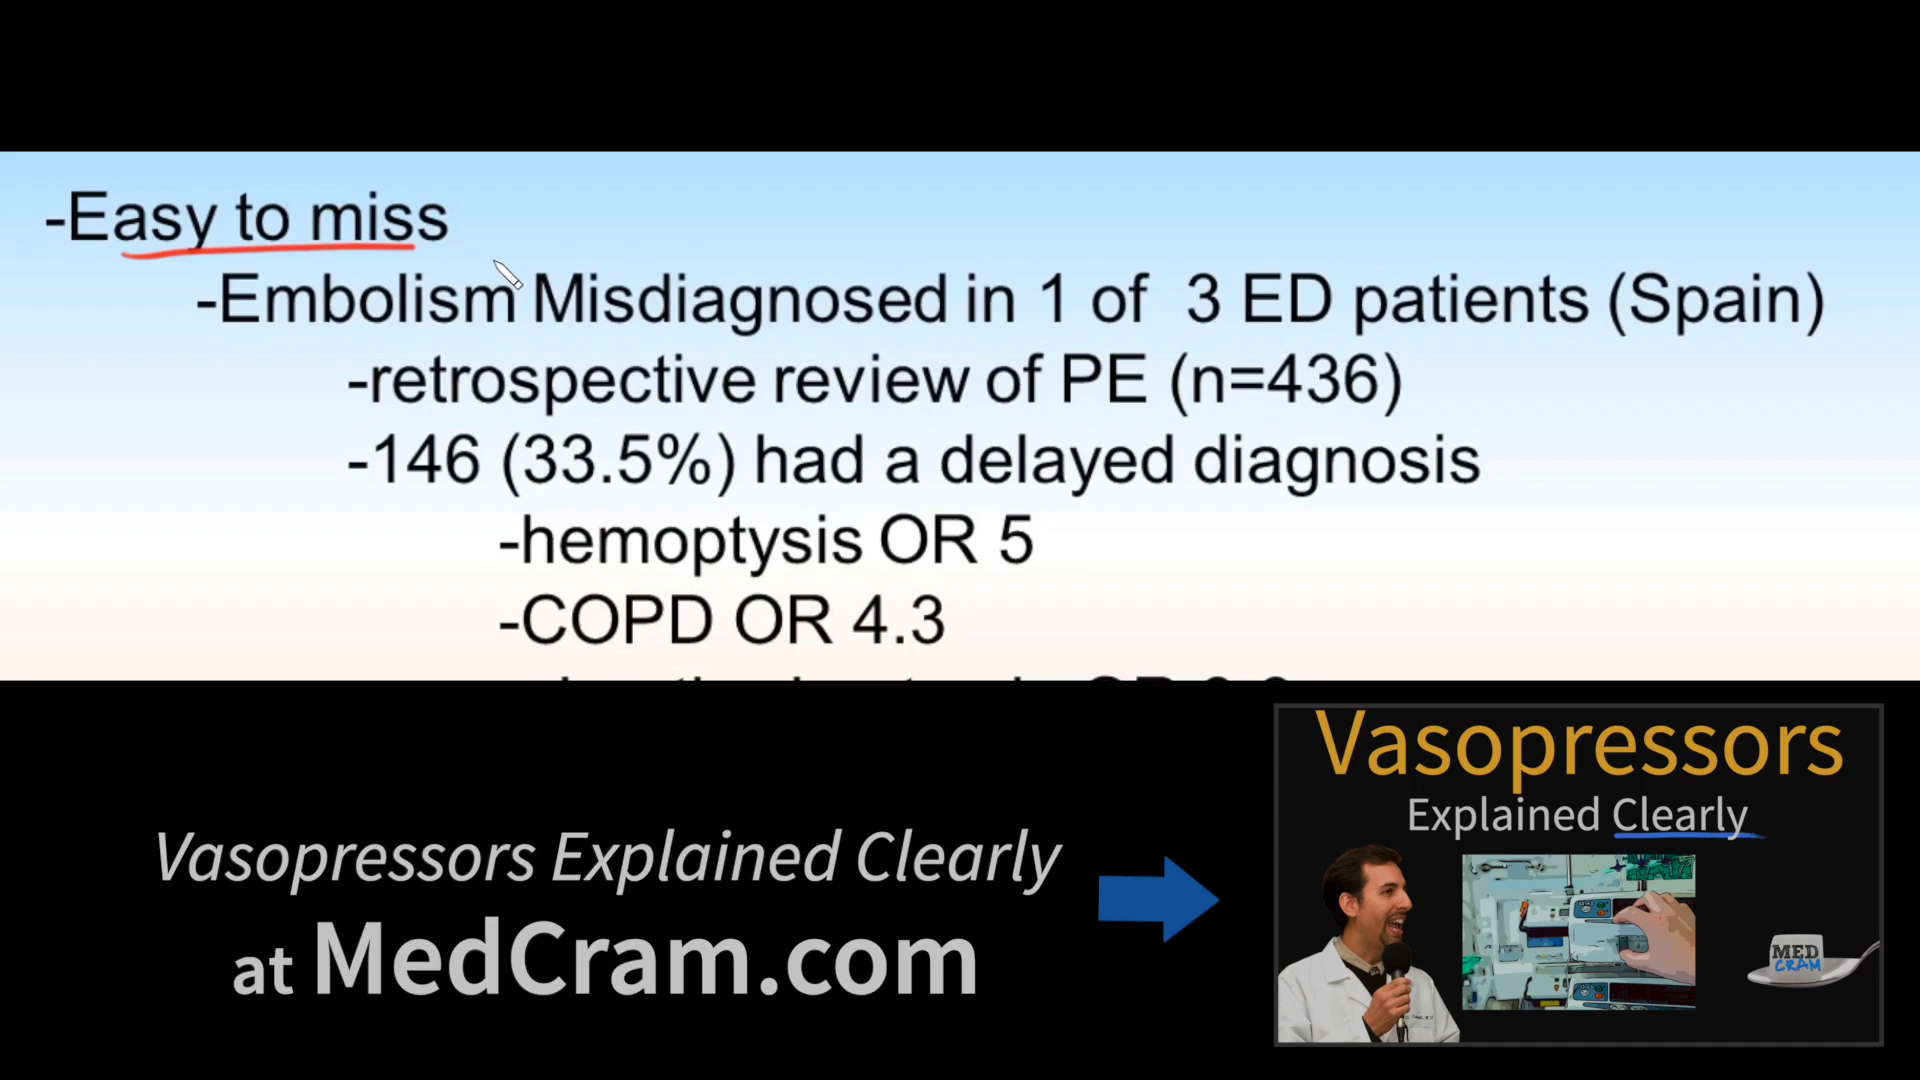 -Easy to miss
-Embolism Misdiagnosed in 1 of 3 ED patients (Spain)
-retrospective review of PE (n=436)
-146 (33.5%) had a delayed diagnosis
-hemoptysis OR 5
-COPD OR 4.3
Vasopressors
Explained Clearly
Vasopressors Explained Clearly
at MedCram.com
MED
CRAM